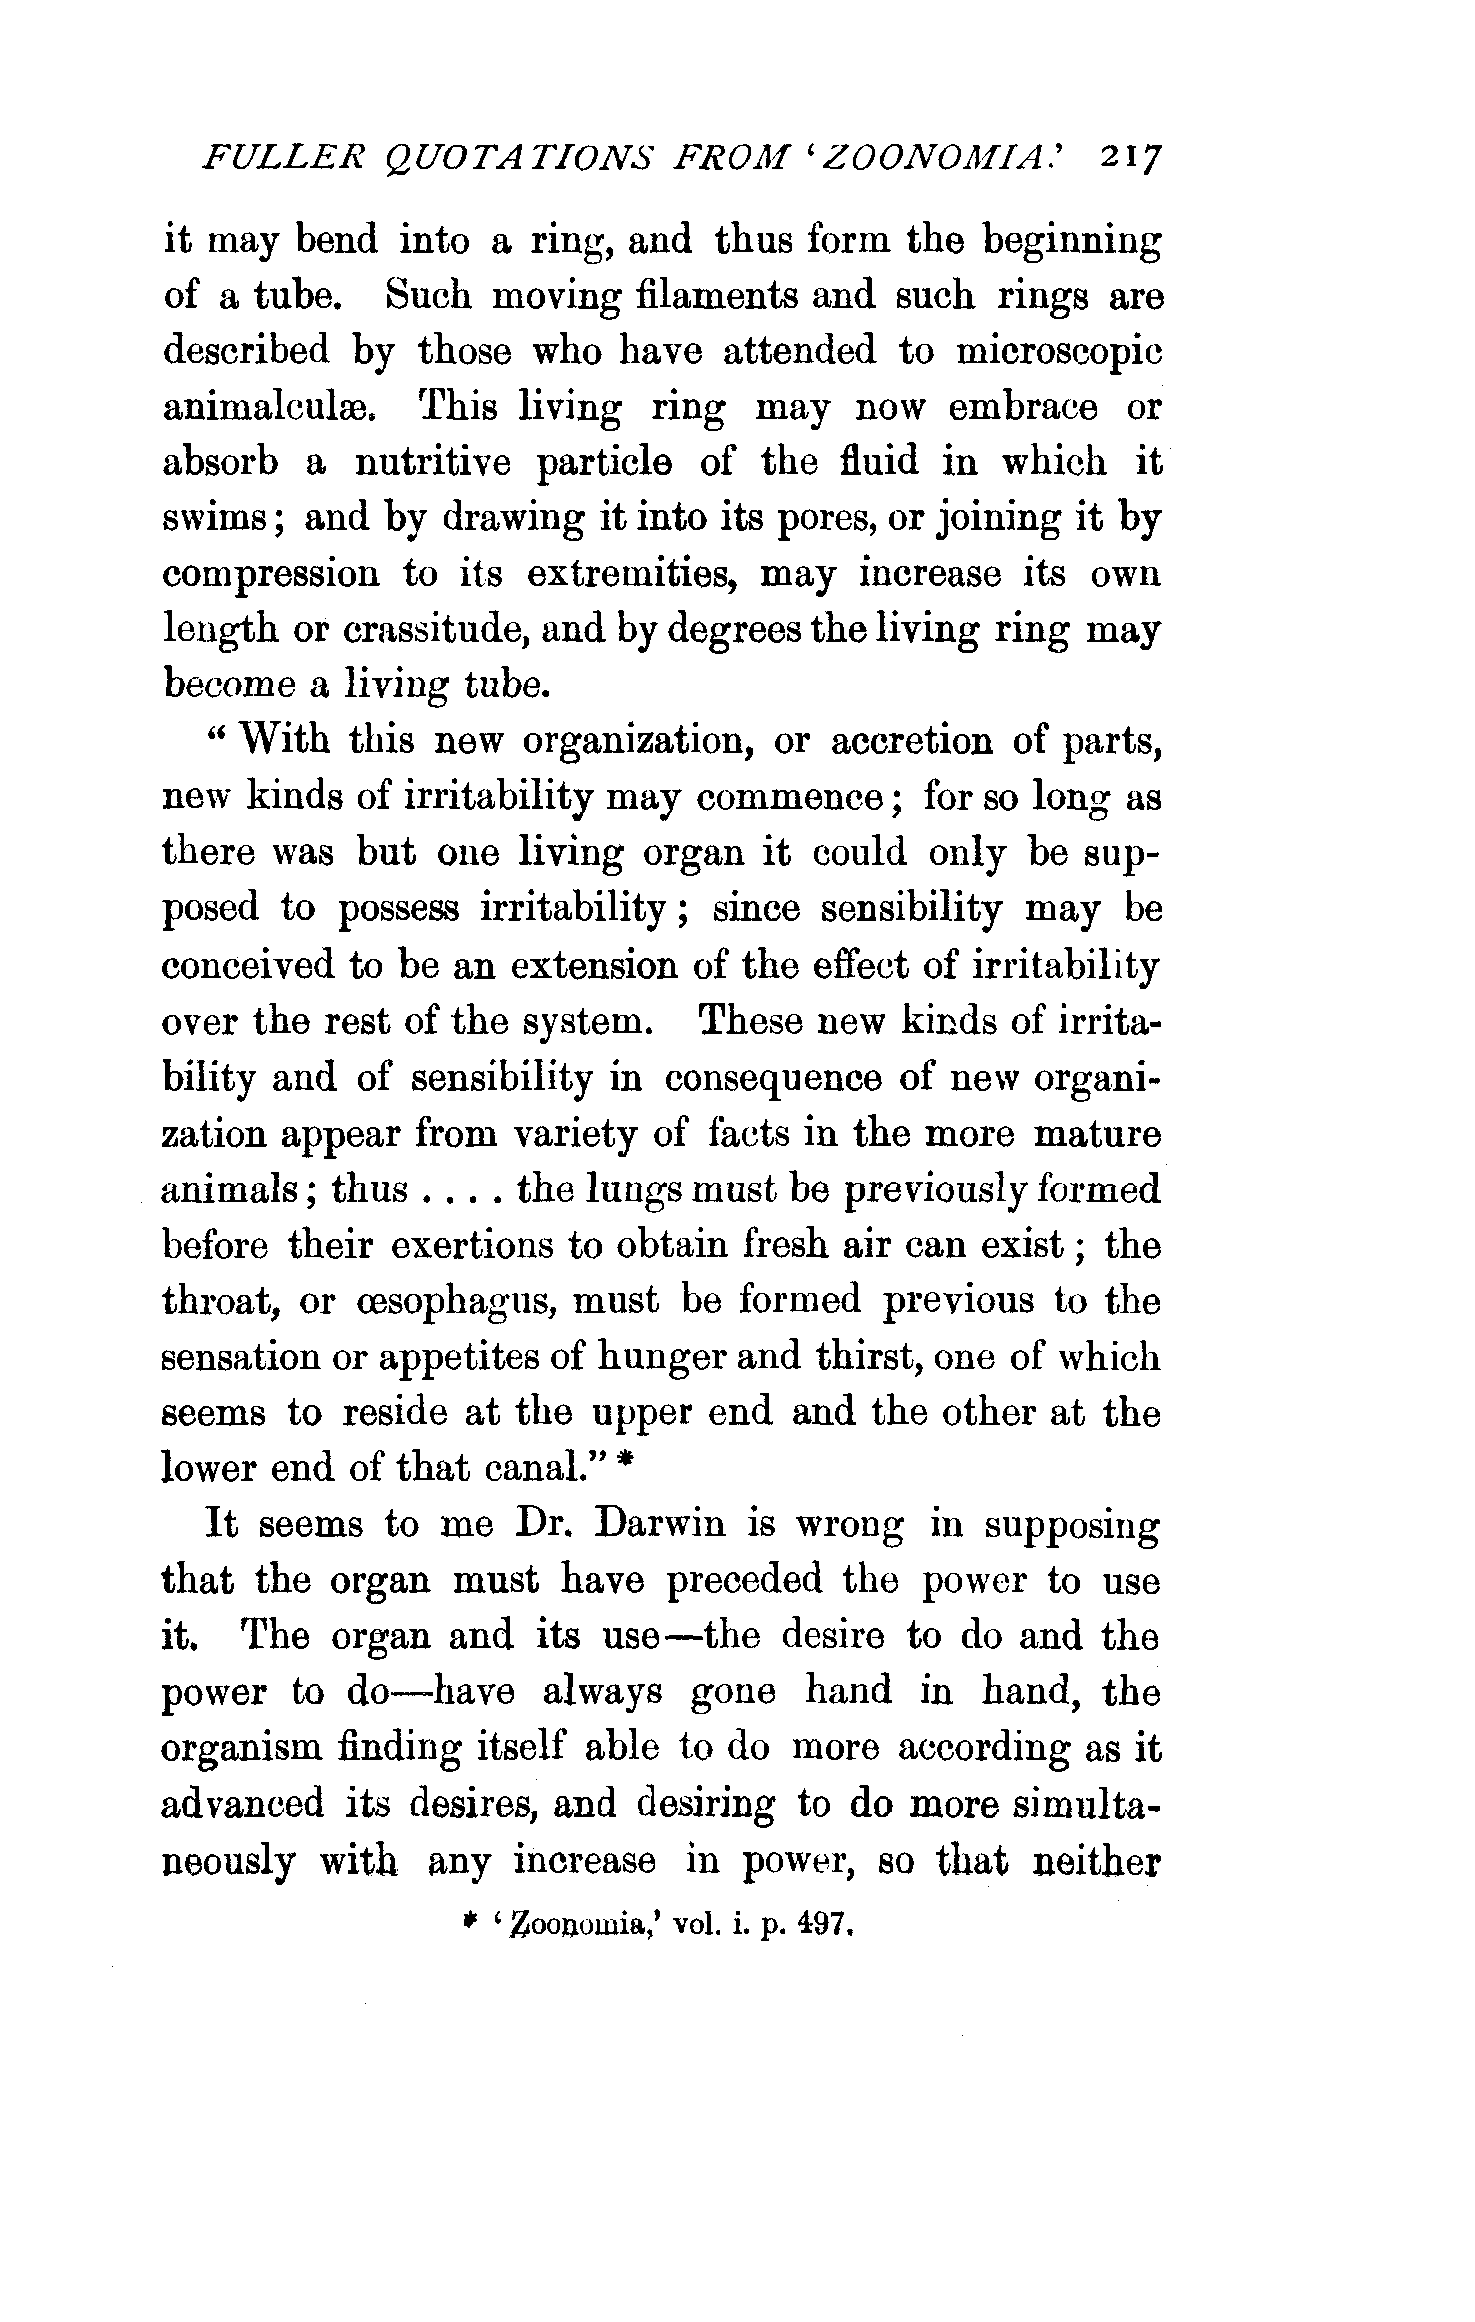 FULLER QUOTATIONS FROM ‘ZOONOMIA.’ 217
it may bend into a ring, and thus form the beginning
of a tube. Such moving filaments and such rings are
described by those who have attended to microscopic
animalculæ. This living ring may now embrace or
absorb a nutritive particle of the fluid in which it
swims; and by drawing it into its pores, or joining it by
compression to its extremities, may increase its own
length or crassitude, and by degrees the living ring may
become a living tube.
“With this new organization, or accretion of parts,
new kinds of irritability may commence; for so long as
there was but one living organ it could only be sup-
posed to possess irritability; since sensibility may be
conceived to be an extension of the effect of irritability
over the rest of the system. These new kinds of irrita-
bility and of sensibility in consequence of new organi-
zation appear from variety of facts in the more mature
animals; thus .... the lungs must be previously formed
before their exertions to obtain fresh air can exist; the
throat, or œsophagus, must be formed previous to the
sensation or appetites of hunger and thirst, one of which
seems to reside at the upper end and the other at the
lower end of that canal.” *
It seems to me Dr. Darwin is wrong in supposing
that the organ must have preceded the power to use
it. The organ and its use—the desire to do and the
power to do—have always gone hand in hand, the
organism finding itself able to do more according as it
advanced its desires, and desiring to do more simulta-
neously with any increase in power, so that neither
* ‘Zoonomia,’ vol. i. p. 497.